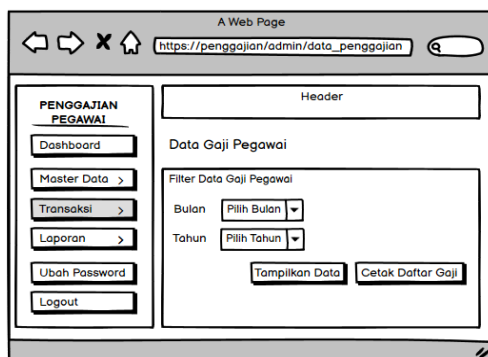 A Web Page
https://penggajian/admin/data_penggajian
PENGGAJIAN
PEGAWAI
Dashboard
Master Data >
Transaksi >
Laporan >
Ubah Password
Logout
Header
Data Gaji Pegawai
Filter Data Gaji Pegawai
Bulan Pilih Bulan
Tahun Pilih Tahun
Tampilkan Data Cetak Daftar Gaji